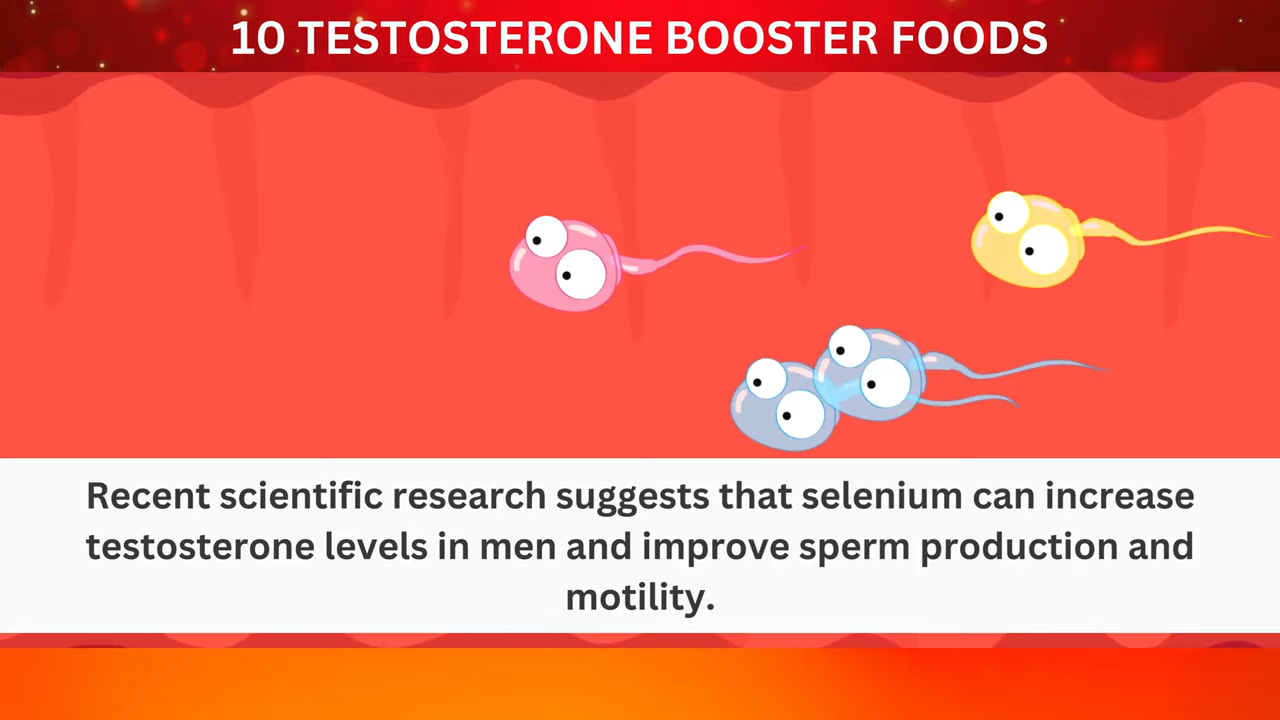 10 TESTOSTERONE BOOSTER FOODS
Recent scientific research suggests that selenium can increase
testosterone levels in men and improve sperm production and
motility.